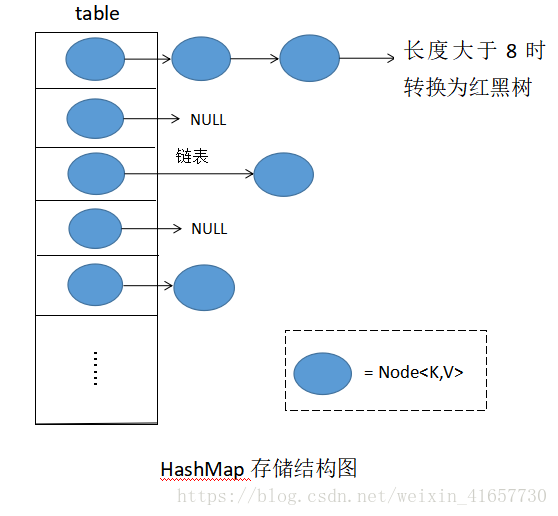 table
长度大于 8 时
转换为红黑树
NULL
链表
NULL
= Node<K,V>
HashMap 存储结构图
https://blog.csdn.net/weixin_41657730